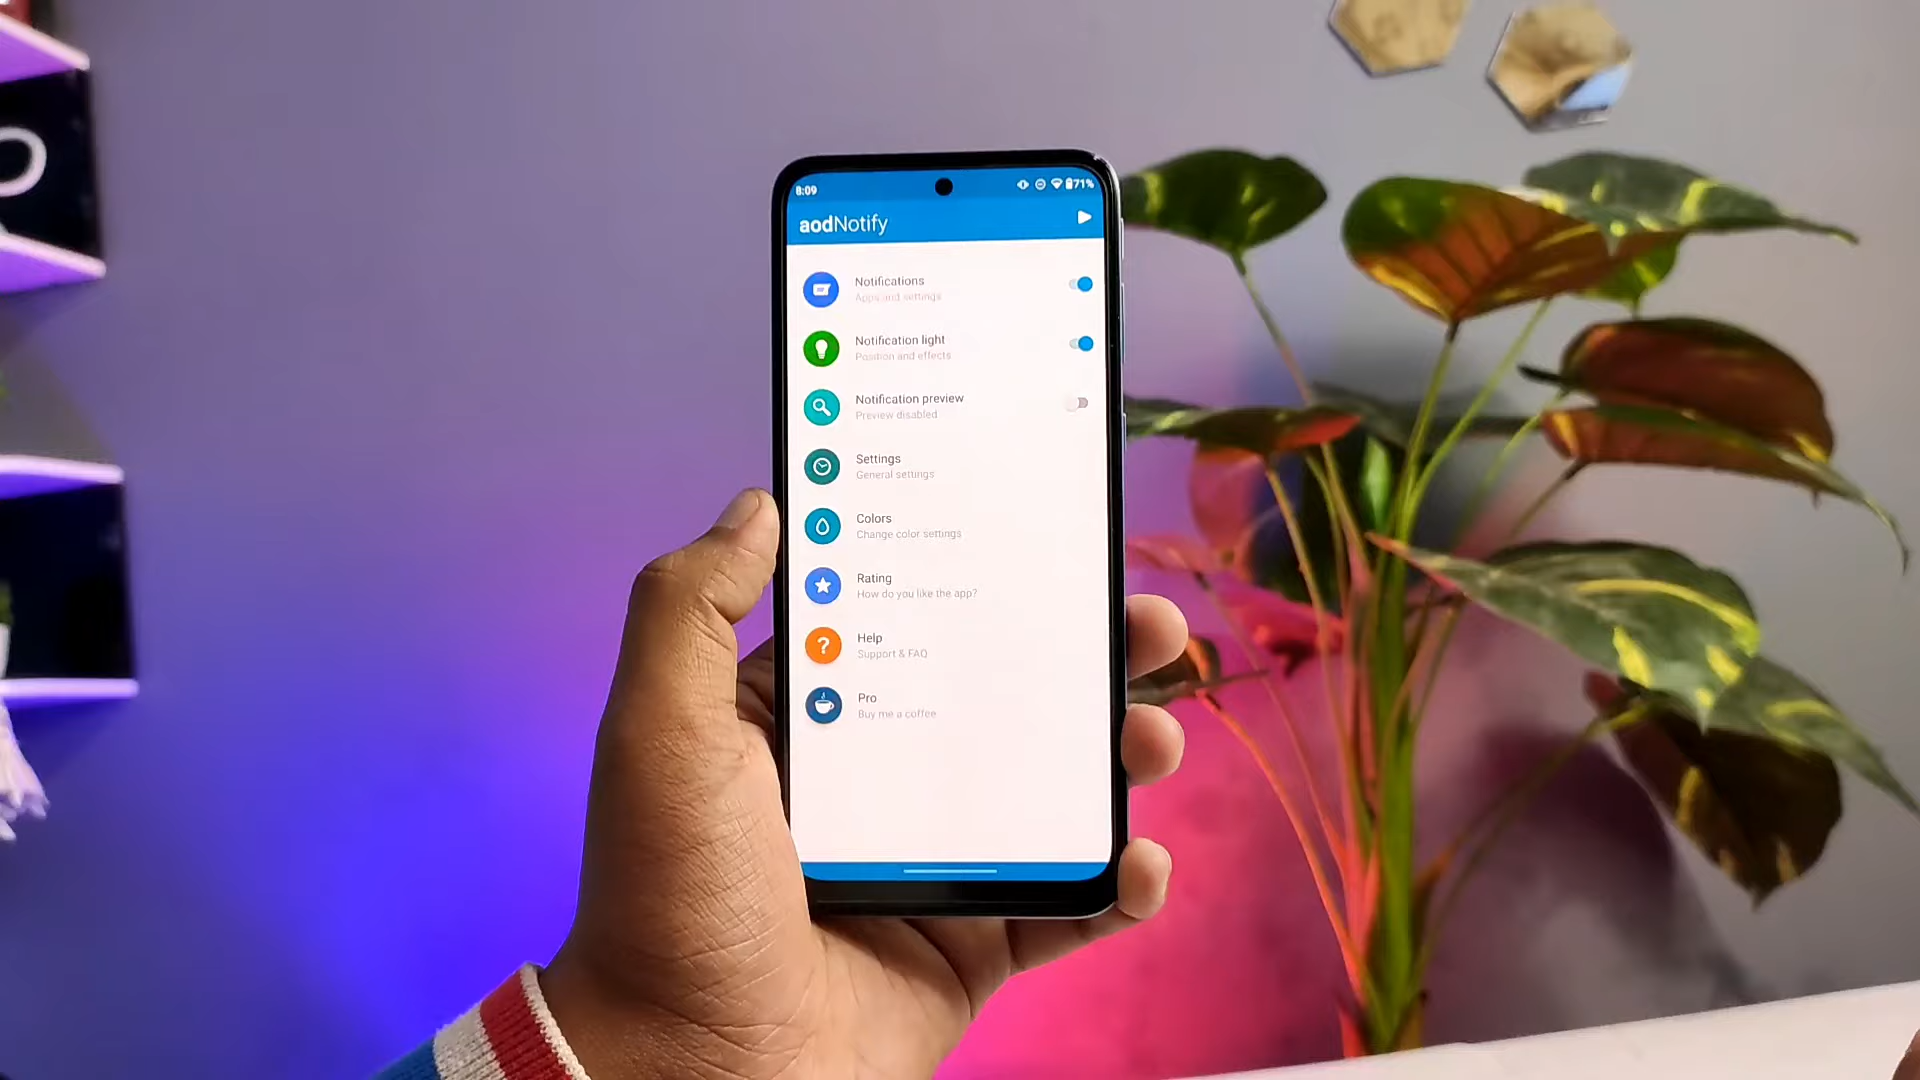 8:09
71%
aodNotify
Notifications
Apps and settings
Notification light
Position and effects
Notification preview
Preview disabled
Settings
General settings
Colors
Change color settings
Rating
How do you like the app?
Help
Support & FAQ
Pro
Buy me a coffee